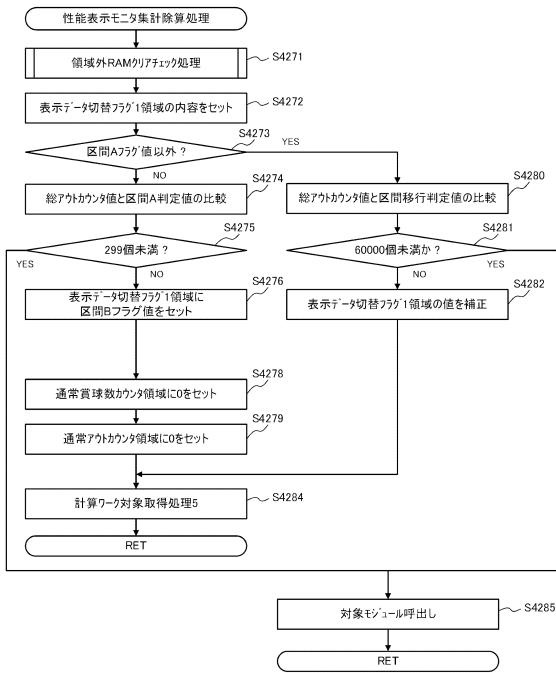 性能表示モニタ集計除算処理
領域外RAMクリアチェック処理
S4271
表示データ切替フラグ1領域の内容をセット
S4272
区間Aフラグ値以外？
S4273
YES
NO
総アウトカウンタ値と区間A判定値の比較
S4274
総アウトカウンタ値と区間移行判定値の比較
S4280
299個未満？
S4275
YES
NO
60000個未満か？
S4281
NO
YES
表示データ切替フラグ1領域に
区間Bフラグ値をセット
S4276
表示データ切替フラグ1領域の値を補正
S4282
通常賞球数カウンタ領域に0をセット
S4278
通常アウトカウンタ領域に0をセット
S4279
計算ワーク対象取得処理5
S4284
RET
対象モジュール呼出し
S4285
RET